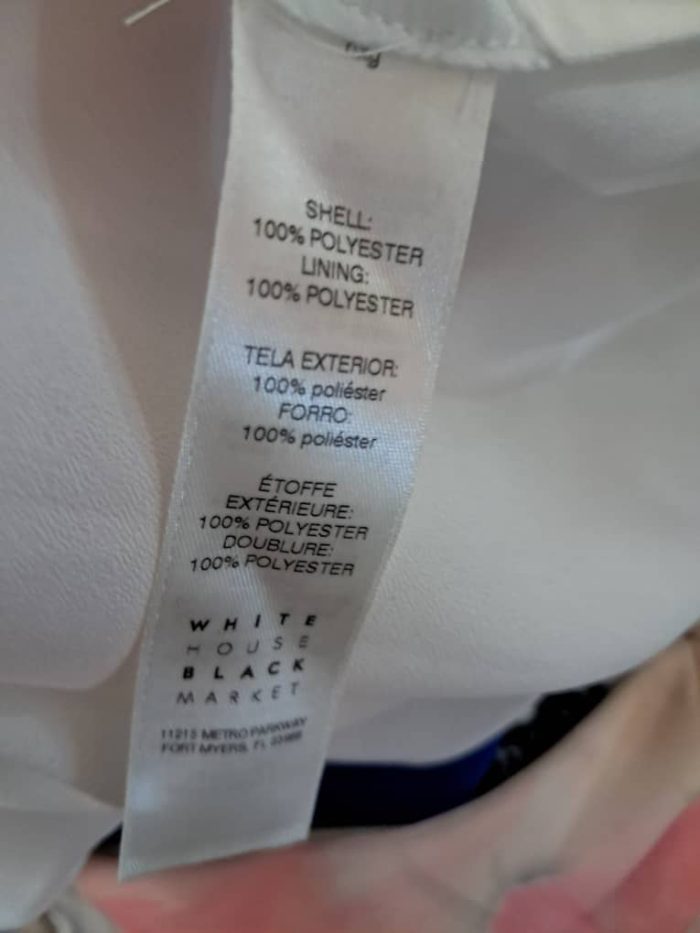 SHELL:
100% POLYESTER
LINING:
100% POLYESTER
TELA EXTERIOR:
100% poliéster
FORRO:
100% poliéster
ÉTOFFE
EXTÉRIEURE:
100% POLYESTER
DOUBLURE:
100% POLYESTER
WHITE
HOUSE
BLACK
MARKET
11215 METRO PARKWAY
FORT MYERS, FL